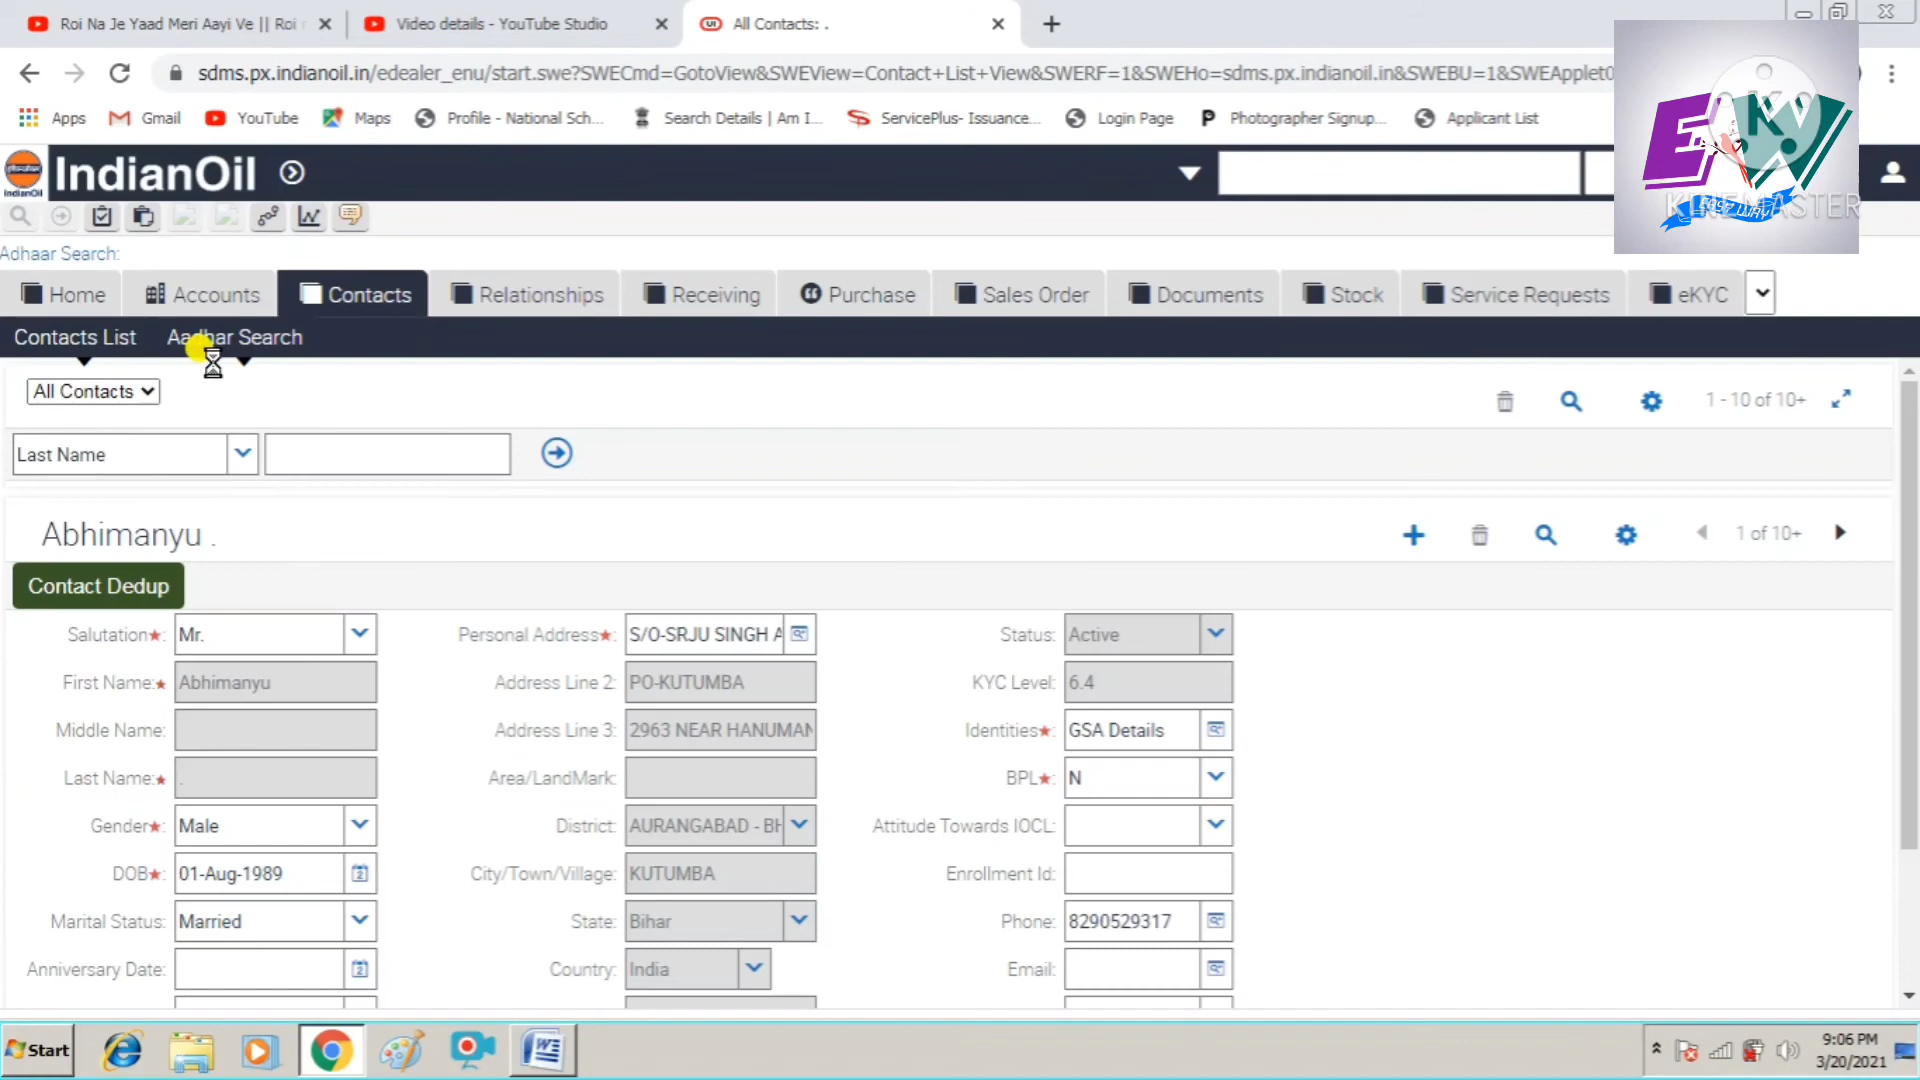 Roi Na Je Yaad Meri Aayi Ve || Roi
Video details - YouTube Studio
All Contacts: .
sdms.px.indianoil.in/edealer_enu/start.swe?SWECmd=GotoView&SWEView=Contact+List+View&SWERF=1&SWEHo=sdms.px.indianoil.in&SWEBU=1&SWEApplet0
Apps Gmail YouTube Maps Profile - National Sch... Search Details | Am I... ServicePlus- Issuance... Login Page Photographer Signup... Applicant List
IndianOil IndianOil
E K W
KINEMASTER
EASY WAY
Adhaar Search:
Home Accounts Contacts Relationships Receiving Purchase Sales Order Documents Stock Service Requests eKYC
Contacts List Aadhar Search
All Contacts 1 - 10 of 10+
Last Name
Abhimanyu . 1 of 10+
Contact Dedup
Salutation★: Mr. Personal Address★: S/O-SRJU SINGH A Status: Active
First Name:★ Abhimanyu Address Line 2: PO-KUTUMBA KYC Level: 6.4
Middle Name: Address Line 3: 2963 NEAR HANUMAN Identities★: GSA Details
Last Name:★ . Area/LandMark: BPL★: N
Gender★: Male District: AURANGABAD - BH Attitude Towards IOCL:
DOB★: 01-Aug-1989 City/Town/Village: KUTUMBA Enrollment Id:
Marital Status: Married State: Bihar Phone: 8290529317
Anniversary Date: Country: India Email:
Start
9:06 PM
3/20/2021